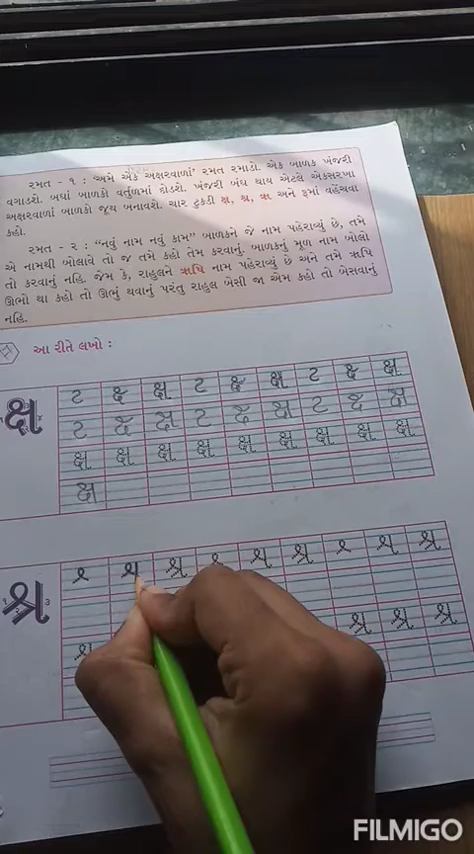 રમત - ૧ : 'અમે એક અક્ષરવાળાં' રમત રમાડો. એક બાળક ખંજરી
વગાડશે. બધાં બાળકો વર્તુળમાં દોડશે. ખંજરી બંધ થાય એટલે એકસરખા
અક્ષરવાળાં બાળકો જૂથ બનાવશે. ચાર ટુકડી ક્ષ, શ્ર, ઋ અને રૂમાં વહેંચવા
કહો.
રમત - ૨ : "નવું નામ નવું કામ" બાળકને જે નામ પહેરાવ્યું છે, તમે
એ નામથી બોલાવે તો જ તમે કહો તેમ કરવાનું. બાળકનું મૂળ નામ બોલો
તો કરવાનું નહિ. જેમ કે, રાહુલને ઋષિ નામ પહેરાવ્યું છે અને તમે ઋષિ
ઊભો થા કહો તો ઊભું થવાનું પરંતુ રાહુલ બેસી જા એમ કહો તો બેસવાનું
નહિ.
આ રીતે લખો :
ક્ષ
ક્ષ ક્ષ ક્ષ
ક્ષ ક્ષ ક્ષ
ક્ષ ક્ષ ક્ષ ક્ષ ક્ષ ક્ષ ક્ષ ક્ષ ક્ષ
ક્ષ
શ્ર
શ્ર શ્ર શ્ર
શ્ર શ્ર શ્ર
FILMIGO